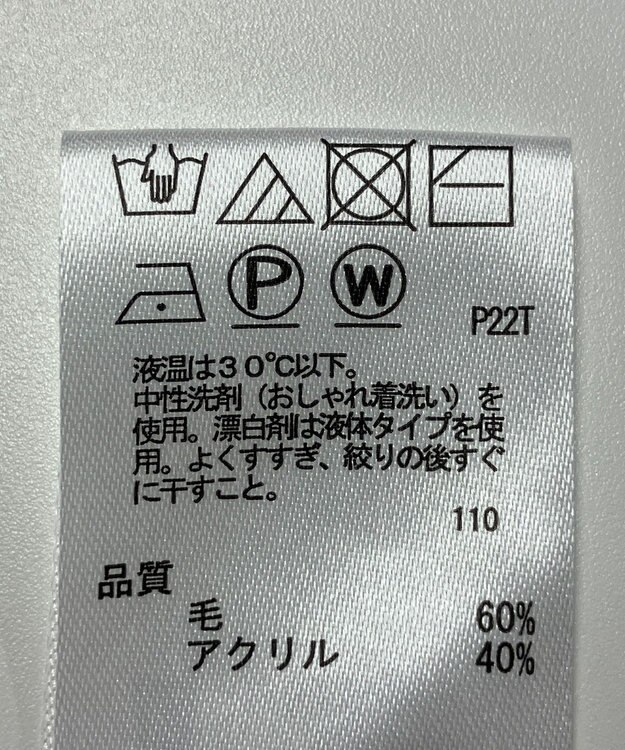 P W
P22T
液温は３０℃以下。
中性洗剤（おしゃれ着洗い）を
使用。漂白剤は液体タイプを使
用。よくすすぎ、絞りの後すぐ
に干すこと。
110
品質
毛 60%
アクリル 40%